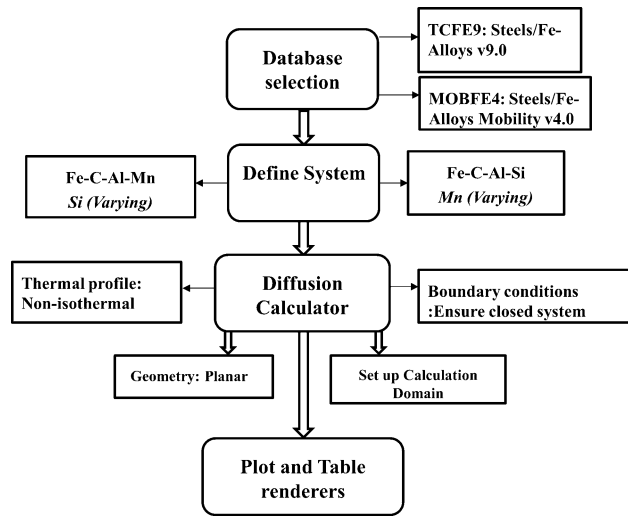 Database
selection
TCFE9: Steels/Fe-
Alloys v9.0
MOBFE4: Steels/Fe-
Alloys Mobility v4.0
Fe-C-Al-Mn
Si (Varying)
Define System
Fe-C-Al-Si
Mn (Varying)
Thermal profile:
Non-isothermal
Diffusion
Calculator
Boundary conditions
:Ensure closed system
Geometry: Planar
Set up Calculation
Domain
Plot and Table
renderers